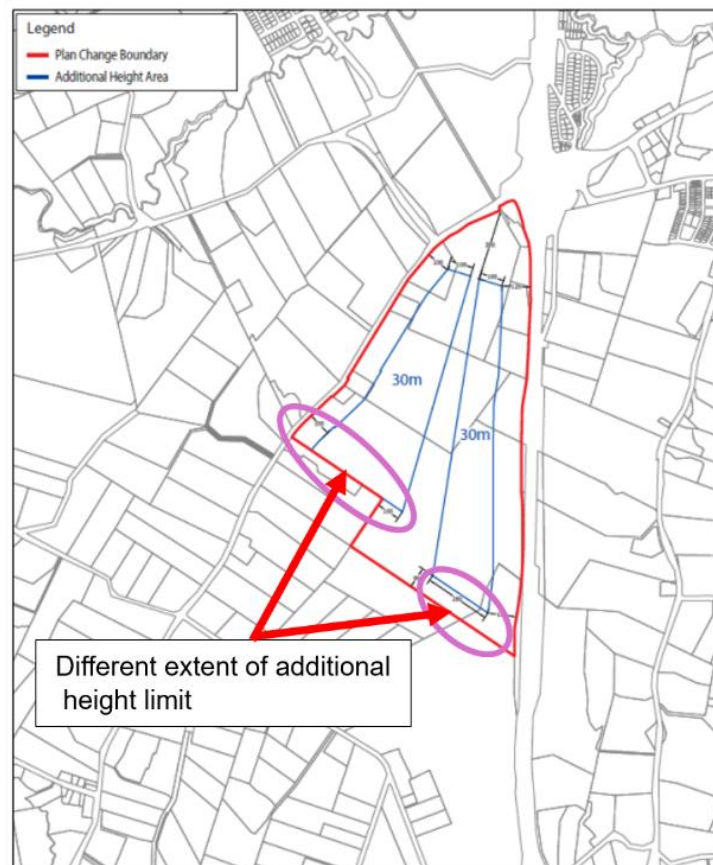 Legend
Plan Change Boundary
Additional Height Area
30m
30m
Different extent of additional
height limit